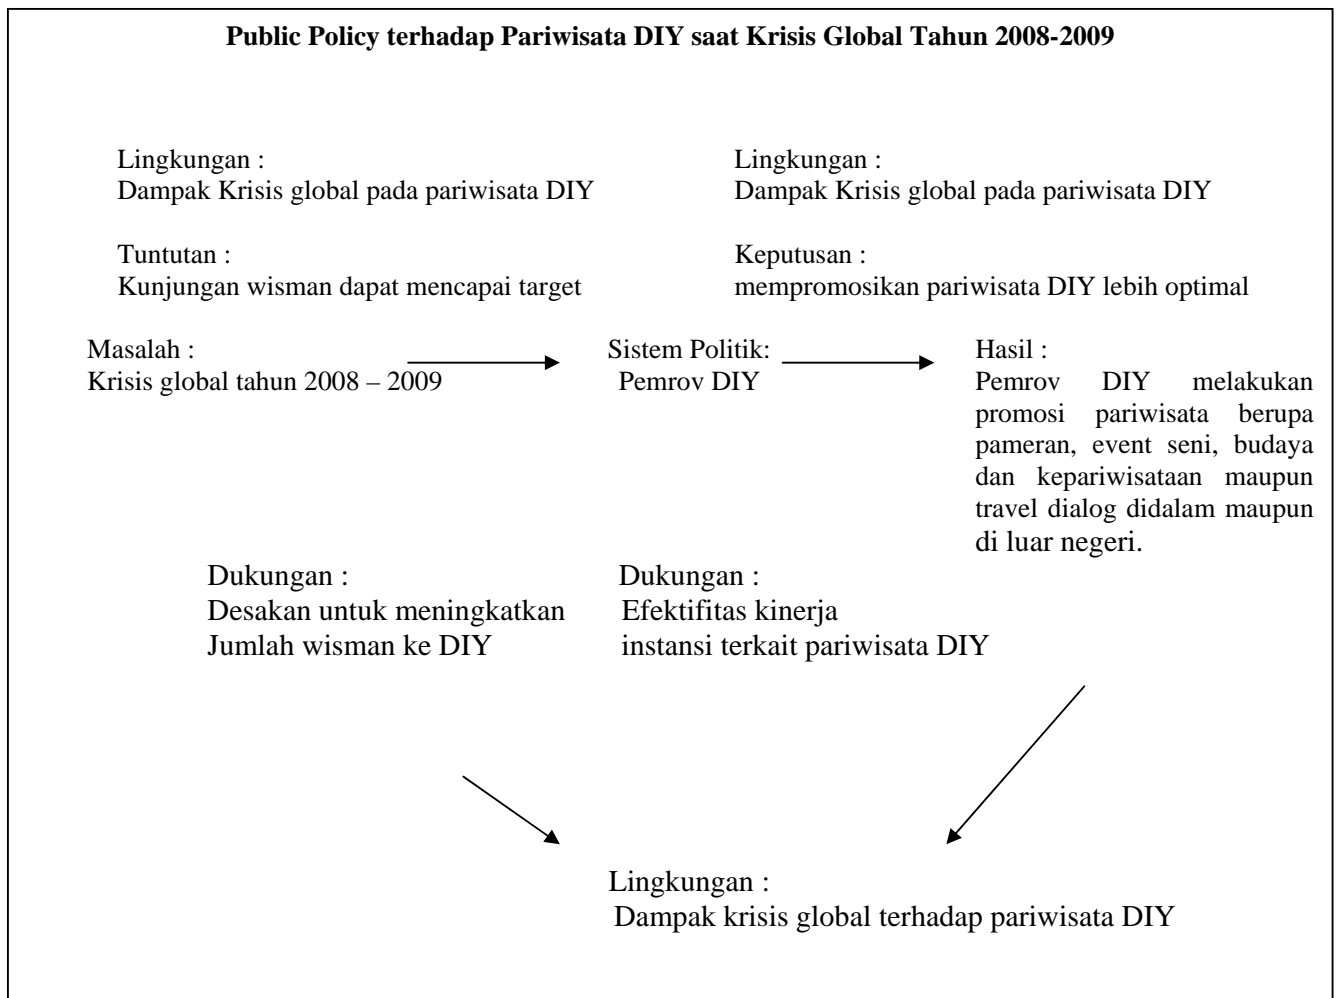 Public Policy terhadap Pariwisata DIY saat Krisis Global Tahun 2008-2009
Lingkungan :
Dampak Krisis global pada pariwisata DIY
Lingkungan :
Dampak Krisis global pada pariwisata DIY
Tuntutan :
Kunjungan wisman dapat mencapai target
Keputusan :
mempromosikan pariwisata DIY lebih optimal
Masalah :
Krisis global tahun 2008 – 2009
Sistem Politik:
Pemrov DIY
Hasil :
Pemrov DIY melakukan
promosi pariwisata berupa
pameran, event seni, budaya
dan kepariwisataan maupun
travel dialog didalam maupun
di luar negeri.
Dukungan :
Desakan untuk meningkatkan
Jumlah wisman ke DIY
Dukungan :
Efektifitas kinerja
instansi terkait pariwisata DIY
Lingkungan :
Dampak krisis global terhadap pariwisata DIY